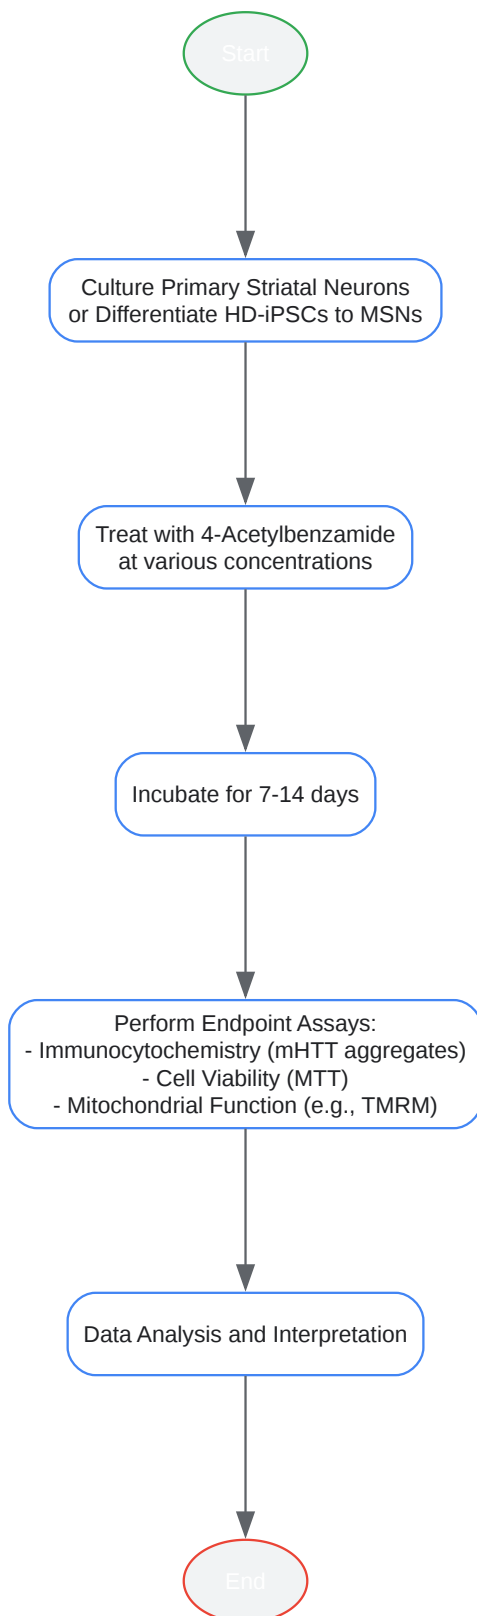 Start
Culture Primary Striatal Neurons
or Differentiate HD-iPSCs to MSNs
Treat with 4-Acetylbenzamide
at various concentrations
Incubate for 7-14 days
Perform Endpoint Assays:
- Immunocytochemistry (mHTT aggregates)
- Cell Viability (MTT)
- Mitochondrial Function (e.g., TMRM)
Data Analysis and Interpretation
End